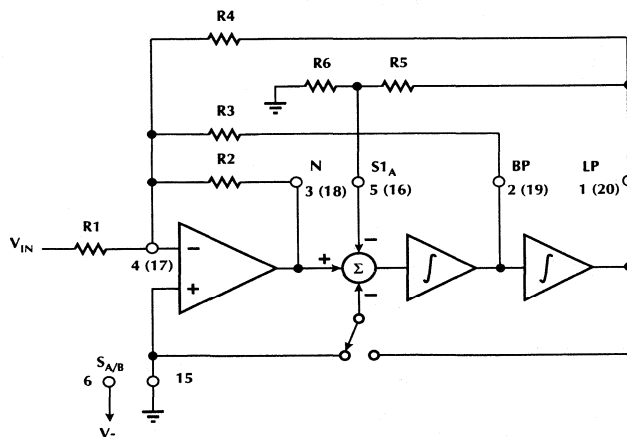 R4
R6
R5
R3
R2
N
3 (18)
S1A
5 (16)
BP
2 (19)
LP
1 (20)
R1
VIN
4 (17)
−
+
+
−
Σ
−
∫
∫
SA/B
6
15
V-